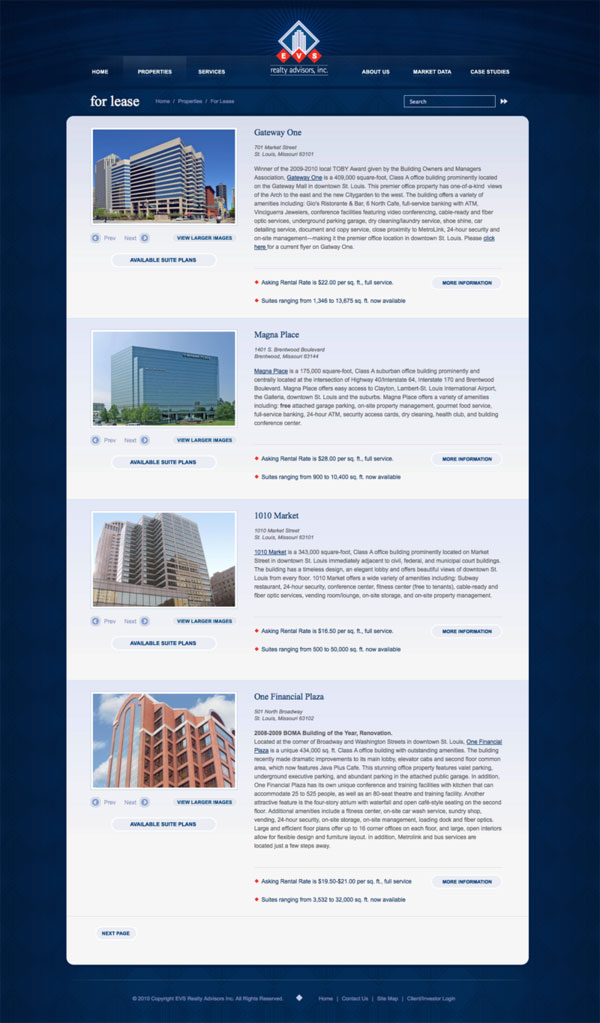 EVS
realty advisors, inc.
HOME PROPERTIES SERVICES ABOUT US MARKET DATA CASE STUDIES
for lease Home / Properties / For Lease Search
Gateway One
701 Market Street
St. Louis, Missouri 63101
Winner of the 2009-2010 local TOBY Award given by the Building Owners and Managers
Association, Gateway One is a 409,000 square-foot, Class A office building prominently located
on the Gateway Mall in downtown St. Louis. This premier office property has one-of-a-kind views
of the Arch to the east and the new Citygarden to the west. The building offers a variety of
amenities including: Gio's Ristorante & Bar, 6 North Cafe, full-service banking with ATM,
Vinciguerra Jewelers, conference facilities featuring video conferencing, cable-ready and fiber
optic services, underground parking garage, dry cleaning/laundry service, shoe shine, car
detailing service, document and copy service, close proximity to MetroLink, 24-hour security and
on-site management—making it the premier office location in downtown St. Louis. Please click
here for a current flyer on Gatway One.
Prev Next VIEW LARGER IMAGES
AVAILABLE SUITE PLANS
Asking Rental Rate is $22.00 per sq. ft., full service. MORE INFORMATION
Suites ranging from 1,346 to 13,675 sq. ft. now available
Magna Place
1401 S. Brentwood Boulevard
Brentwood, Missouri 63144
Magna Place is a 175,000 square-foot, Class A suburban office building prominently and
centrally located at the intersection of Highway 40/Interstate 64, Interstate 170 and Brentwood
Boulevard. Magna Place offers easy access to Clayton, Lambert-St. Louis International Airport,
the Galleria, downtown St. Louis and the suburbs. Magna Place offers a variety of amenities
including: free attached garage parking, on-site property management, gourmet food service,
full-service banking, 24-hour ATM, security access cards, dry cleaning, health club, and building
conference center.
Prev Next VIEW LARGER IMAGES
AVAILABLE SUITE PLANS
Asking Rental Rate is $28.00 per sq. ft., full service. MORE INFORMATION
Suites ranging from 900 to 10,400 sq. ft. now available
1010 Market
1010 Market Street
St. Louis, Missouri 63101
1010 Market is a 343,000 square-foot, Class A office building prominently located on Market
Street in downtown St. Louis immediately adjacent to civil, federal, and municipal court buildings.
The building has a timeless design, an elegant lobby and offers beautiful views of downtown St.
Louis from every floor. 1010 Market offers a wide variety of amenities including: Subway
restaurant, 24-hour security, conference center, fitness center (free to tenants), cable-ready and
fiber optic services, vending room/lounge, on-site storage, and on-site property management.
Prev Next VIEW LARGER IMAGES
AVAILABLE SUITE PLANS
Asking Rental Rate is $16.50 per sq. ft., full service. MORE INFORMATION
Suites ranging from 500 to 50,000 sq. ft. now available
One Financial Plaza
501 North Broadway
St. Louis, Missouri 63102
2008-2009 BOMA Building of the Year, Renovation.
Located at the corner of Broadway and Washington Streets in downtown St. Louis, One Financial
Plaza is a unique 434,000 sq. ft. Class A office building with outstanding amenities. The building
recently made dramatic improvements to its main lobby, elevator cabs and second floor common
area, which now features Java Plus Cafe. This stunning office property features valet parking,
underground executive parking, and abundant parking in the attached public garage. In addition,
One Financial Plaza has its own unique conference and training facilities with kitchen that can
accommodate 25 to 525 people, as well as an 80-seat theatre and training facility. Another
attractive feature is the four-story atrium with waterfall and open café-style seating on the second
floor. Additional amenities include a fitness center, on-site car wash service, sundry shop,
vending, 24-hour security, on-site storage, on-site management, loading dock and fiber optics.
Large and efficient floor plans offer up to 16 corner offices on each floor, and large, open interiors
allow for flexible design and furniture layout. In addition, Metrolink and bus services are
located just a few steps away.
Prev Next VIEW LARGER IMAGES
AVAILABLE SUITE PLANS
Asking Rental Rate is $19.50-$21.00 per sq. ft., full service MORE INFORMATION
Suites ranging from 3,532 to 32,000 sq. ft. now available
NEXT PAGE
© 2010 Copyright EVS Realty Advisors Inc. All Rights Reserved. Home | Contact Us | Site Map | Client/Investor Login